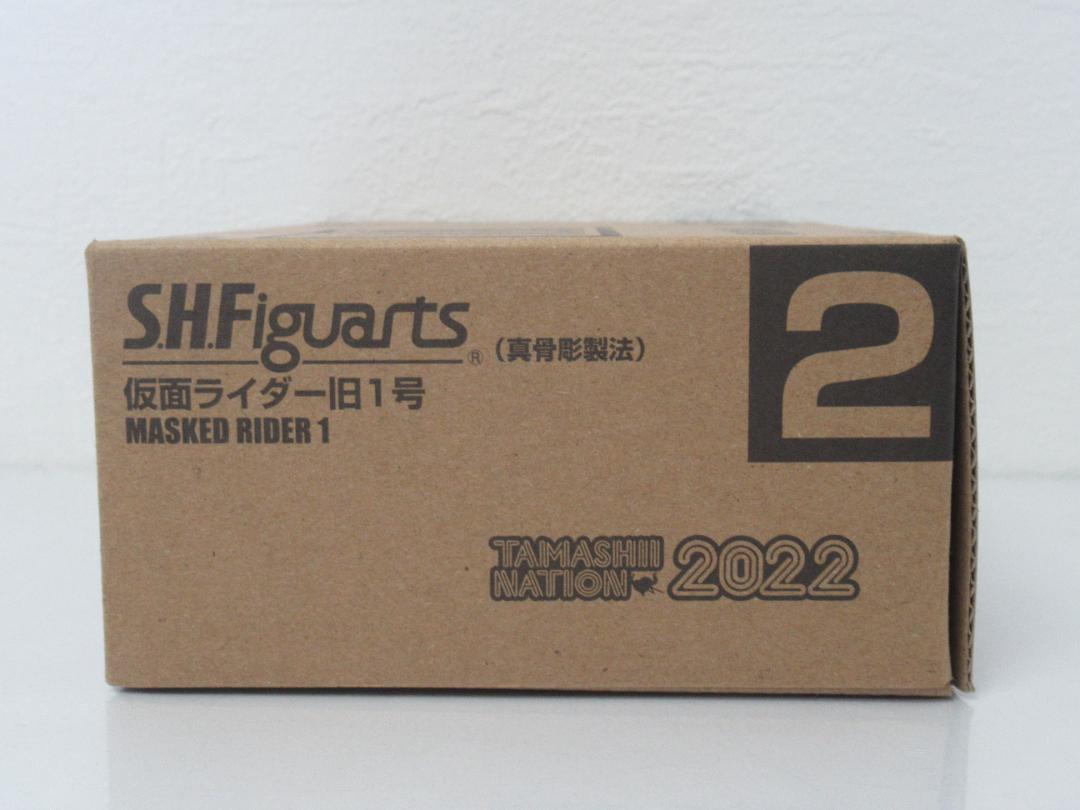 S.H.Figuarts® (真骨彫製法)
仮面ライダー旧1号
MASKED RIDER 1
2
TAMASHII
NATION 2022